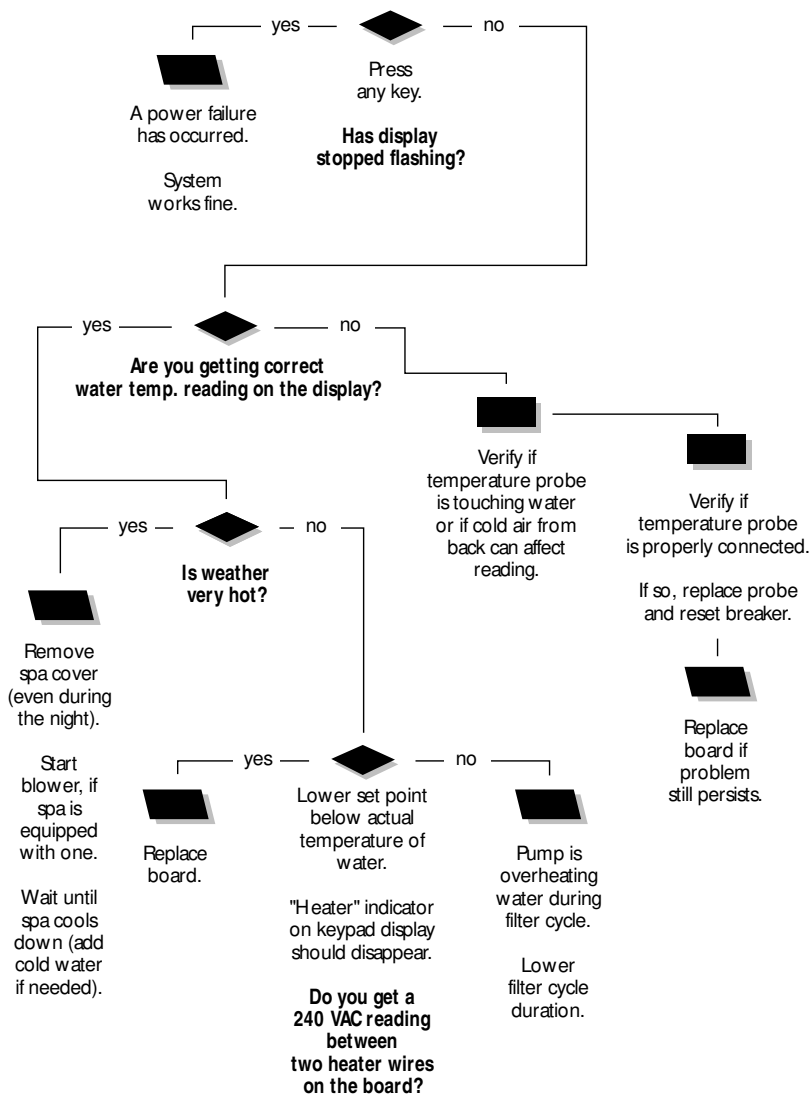 yes
no
Press
any key.
Has display
stopped flashing?
A power failure
has occurred.
System
works fine.
yes
no
Are you getting correct
water temp. reading on the display?
Verify if
temperature probe
is touching water
or if cold air from
back can affect
reading.
Verify if
temperature probe
is properly connected.
If so, replace probe
and reset breaker.
Replace
board if
problem
still persists.
yes
no
Is weather
very hot?
Remove
spa cover
(even during
the night).
Start
blower, if
spa is
equipped
with one.
Wait until
spa cools
down (add
cold water
if needed).
yes
no
Lower set point
below actual
temperature of
water.
"Heater" indicator
on keypad display
should disappear.
Do you get a
240 VAC reading
between
two heater wires
on the board?
Replace
board.
Pump is
overheating
water during
filter cycle.
Lower
filter cycle
duration.